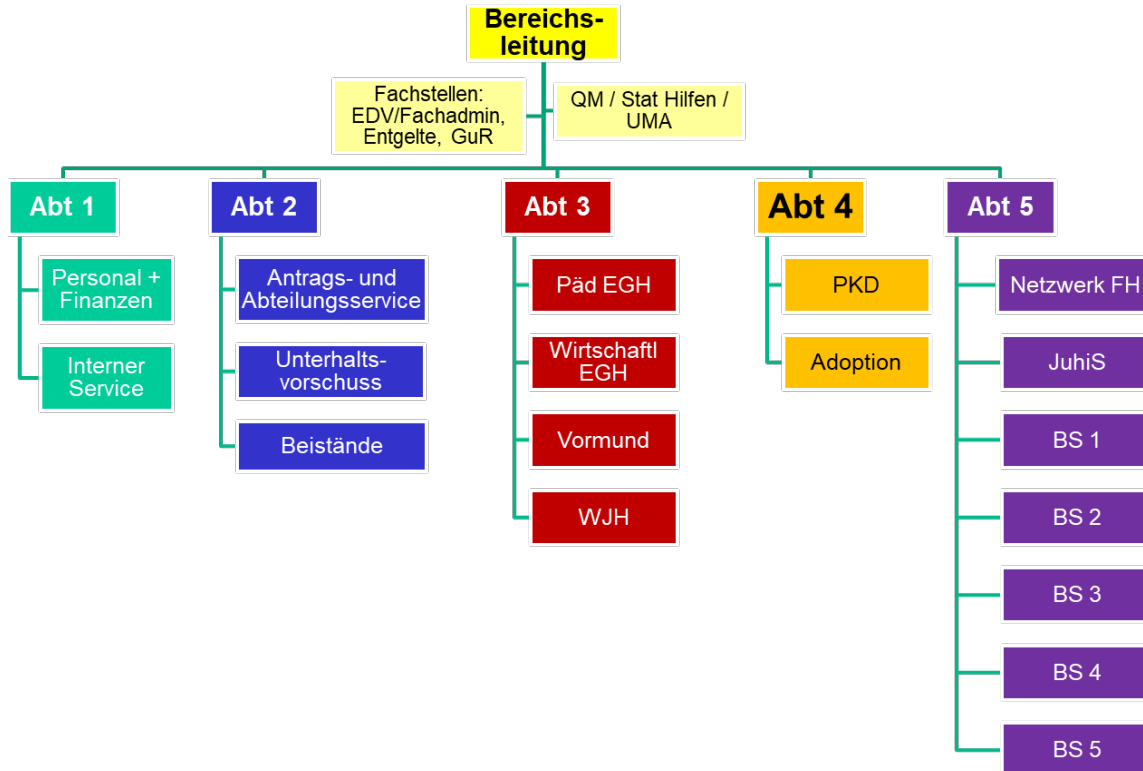 Bereichs-
leitung
Fachstellen:
EDV/Fachadmin,
Entgelte, GuR
QM / Stat Hilfen /
UMA
Abt 1
Personal +
Finanzen
Interner
Service
Abt 2
Antrags- und
Abteilungsservice
Unterhalts-
vorschuss
Beistände
Abt 3
Päd EGH
Wirtschaftl
EGH
Vormund
WJH
Abt 4
PKD
Adoption
Abt 5
Netzwerk FH
JuhiS
BS 1
BS 2
BS 3
BS 4
BS 5